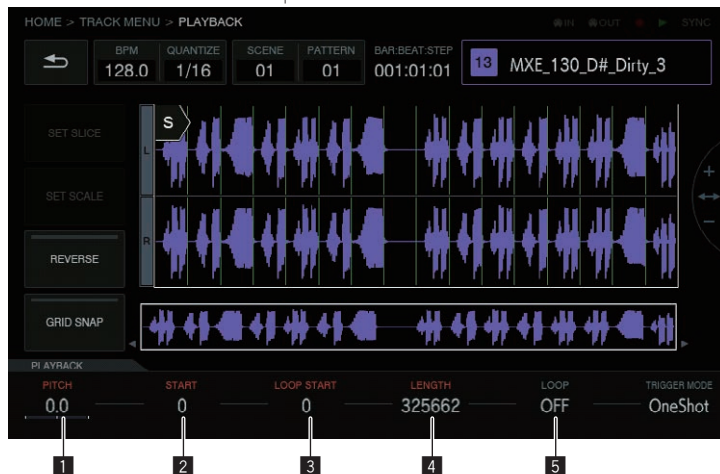 HOME > TRACK MENU > PLAYBACK IN OUT SYNC
BPM QUANTIZE SCENE PATTERN BAR:BEAT:STEP
128.0 1/16 01 01 001:01:01 13 MXE_130_D#_Dirty_3
SET SLICE
S
L
SET SCALE
+
-
R
REVERSE
GRID SNAP
PLAYBACK
PITCH START LOOP START LENGTH LOOP TRIGGER MODE
0.0 0 0 325662 OFF OneShot
1 2 3 4 5